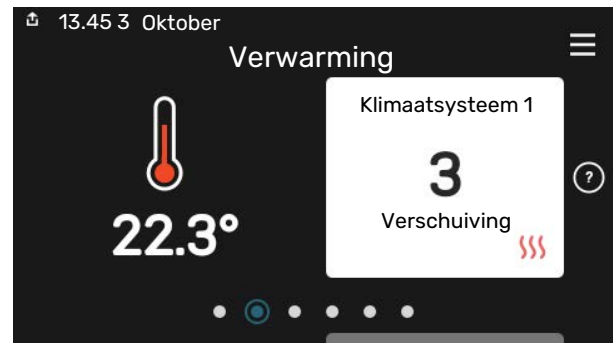 13.45 3 Oktober
Verwarming
Klimaatsysteem 1
3
Verschuiving
22.3°
?